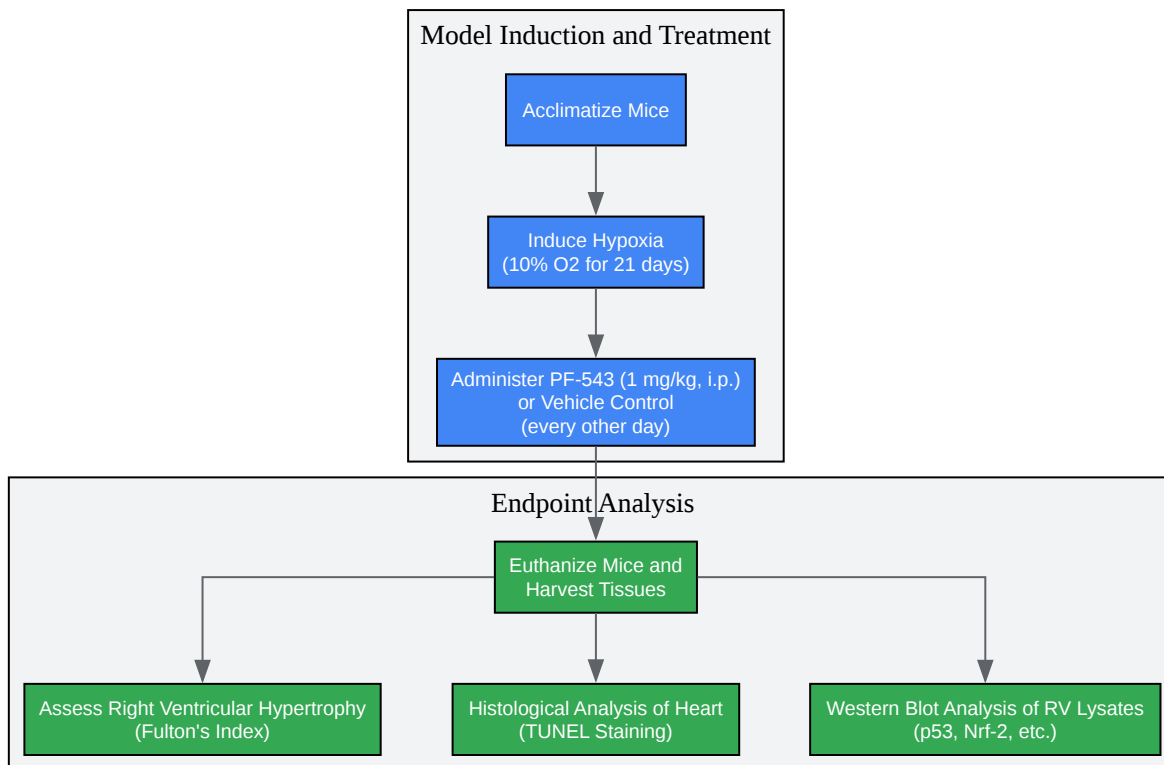 Model Induction and Treatment
Acclimatize Mice
Induce Hypoxia
(10% O2 for 21 days)
Administer PF-543 (1 mg/kg, i.p.)
or Vehicle Control
(every other day)
Endpoint Analysis
Euthanize Mice and
Harvest Tissues
Assess Right Ventricular Hypertrophy
(Fulton's Index)
Histological Analysis of Heart
(TUNEL Staining)
Western Blot Analysis of RV Lysates
(p53, Nrf-2, etc.)